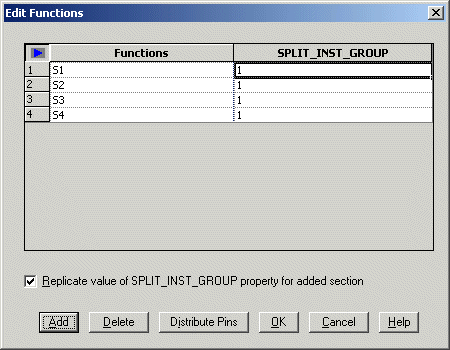 Edit Functions
Functions SPLIT_INST_GROUP
1 S1 1
2 S2 1
3 S3 1
4 S4 1
Replicate value of SPLIT_INST_GROUP property for added section
Add Delete Distribute Pins OK Cancel Help